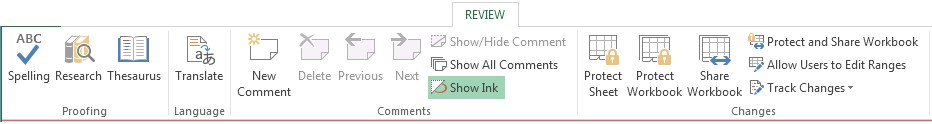 REVIEW
ABC
Spelling
Research
Thesaurus
Proofing
a
Translate
Language
New
Comment
Delete
Previous
Next
Show/Hide Comment
Show All Comments
Show Ink
Comments
Protect
Sheet
Protect
Workbook
Share
Workbook
Protect and Share Workbook
Allow Users to Edit Ranges
Track Changes
Changes